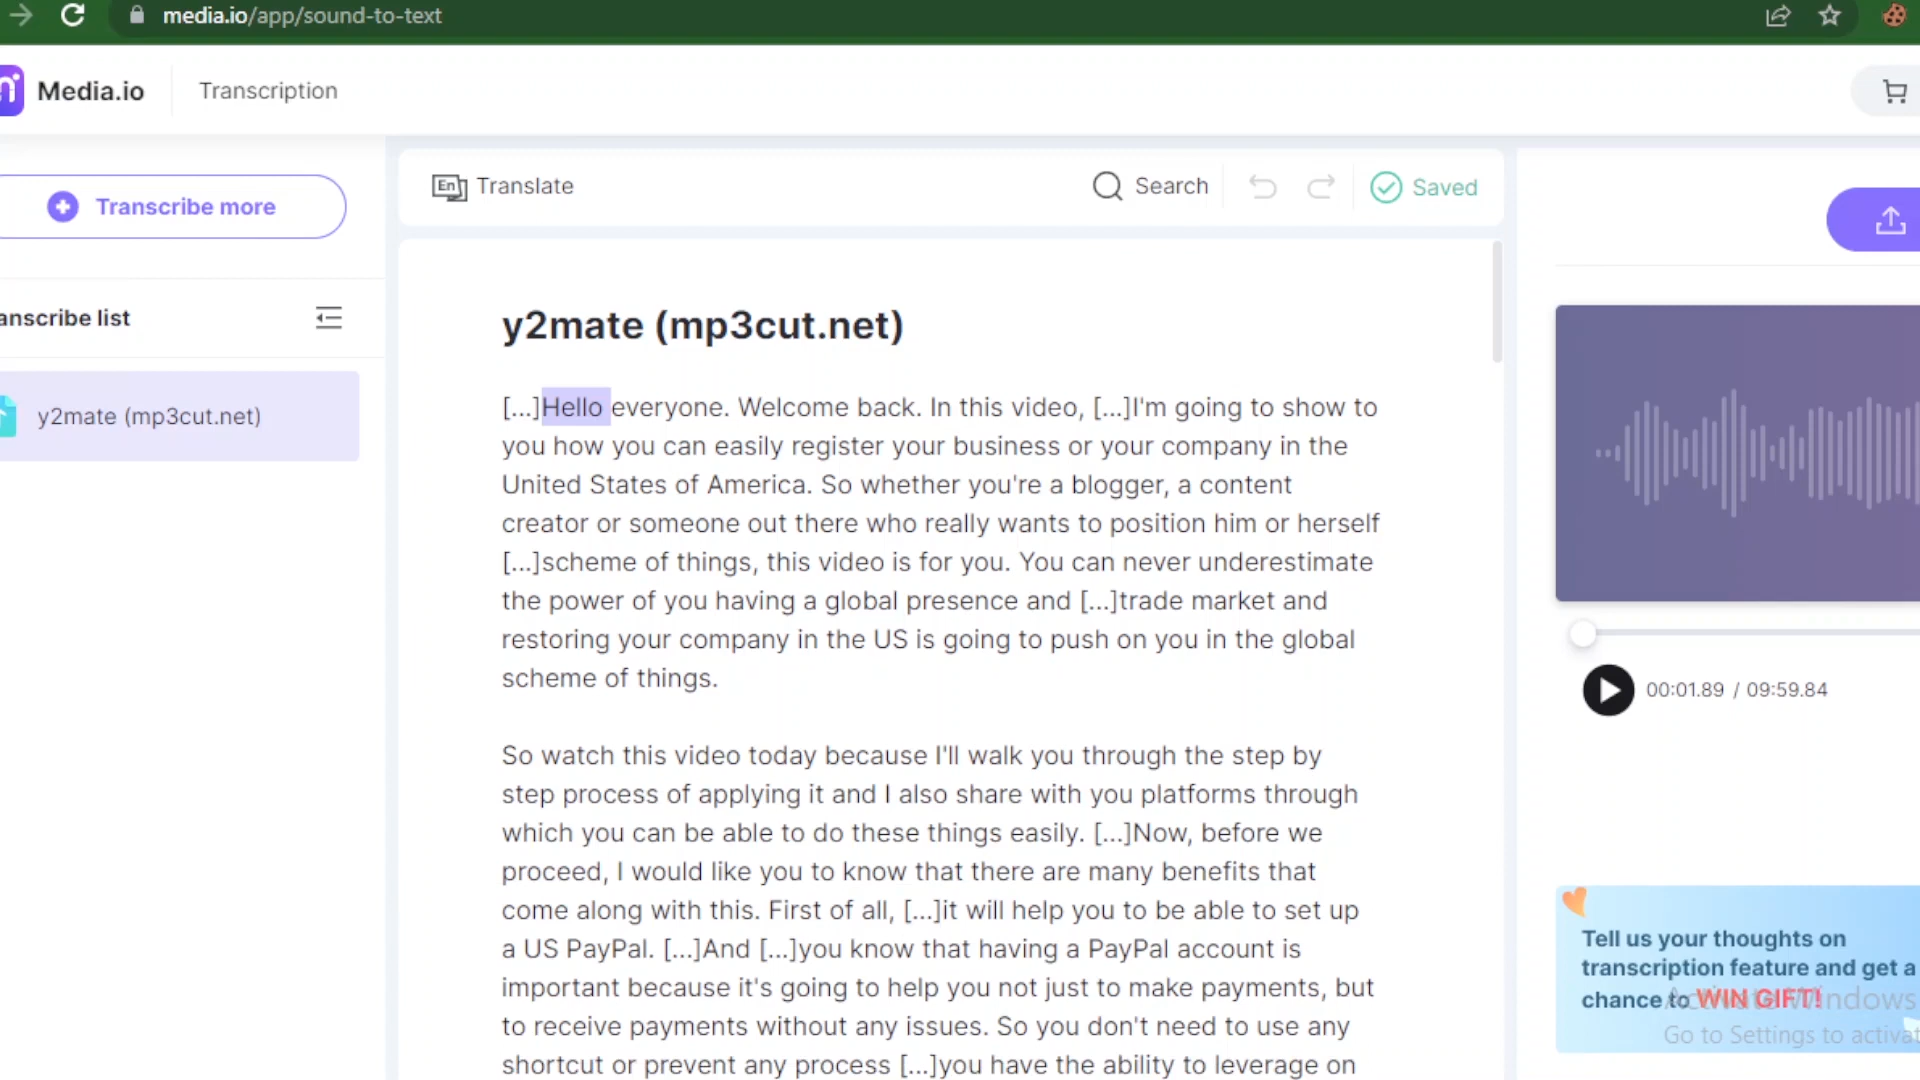 media.io/app/sound-to-text
Media.io
Transcription
Transcribe more
anscribe list
y2mate (mp3cut.net)
En Translate
Search
Saved
y2mate (mp3cut.net)
[...]Hello everyone. Welcome back. In this video, [...]I'm going to show to
you how you can easily register your business or your company in the
United States of America. So whether you're a blogger, a content
creator or someone out there who really wants to position him or herself
[...]scheme of things, this video is for you. You can never underestimate
the power of you having a global presence and [...]trade market and
restoring your company in the US is going to push on you in the global
scheme of things.
So watch this video today because I'll walk you through the step by
step process of applying it and I also share with you platforms through
which you can be able to do these things easily. [...]Now, before we
proceed, I would like you to know that there are many benefits that
come along with this. First of all, [...]it will help you to be able to set up
a US PayPal. [...]And [...]you know that having a PayPal account is
important because it's going to help you not just to make payments, but
to receive payments without any issues. So you don't need to use any
shortcut or prevent any process [...]you have the ability to leverage on
00:01.89 / 09:59.84
Tell us your thoughts on
transcription feature and get a
chance to WIN GIFT!
Activate Windows
Go to Settings to activat